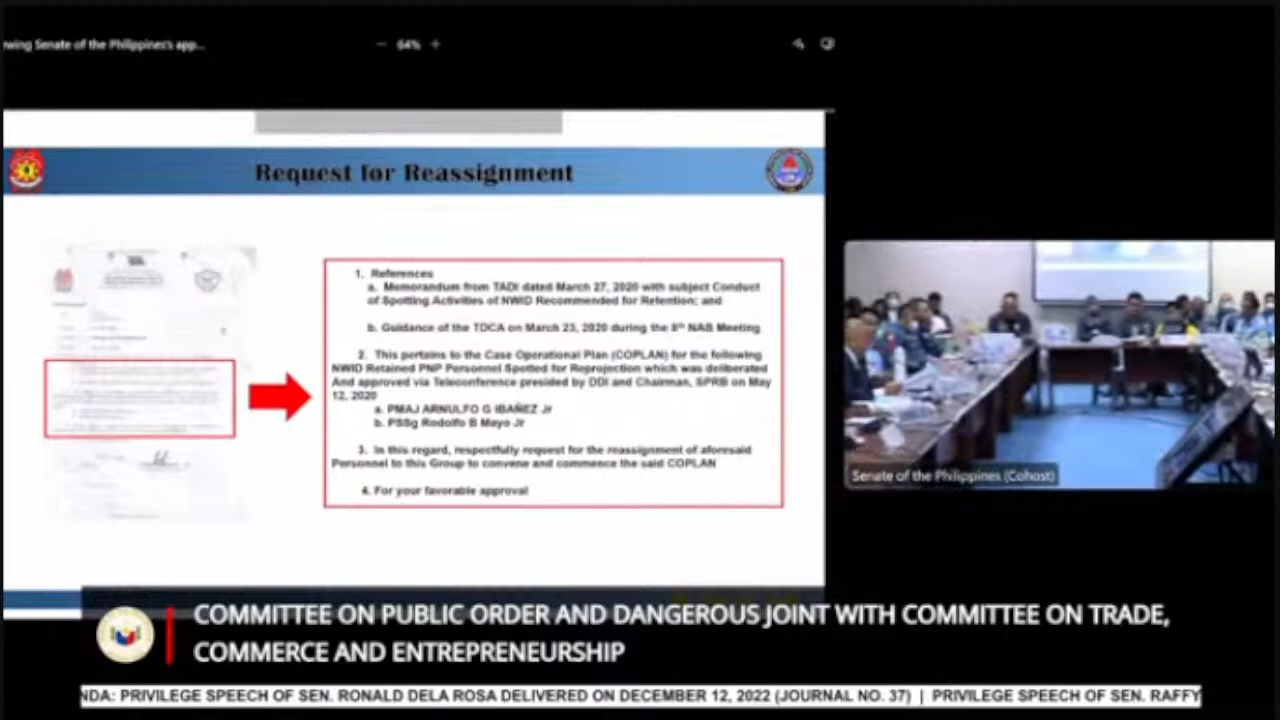 wing Senate of the Philippines's app...
64%
Request for Reassignment
1. References
a. Memorandum from TADI dated March 27, 2020 with subject Conduct
of Spotting Activities of NWID Recommended for Retention; and
b. Guidance of the TDCA on March 23, 2020 during the 8th NAB Meeting
2. This pertains to the Case Operational Plan (COPLAN) for the following
NWID Retained PNP Personnel Spotted for Reprojection which was deliberated
And approved via Teleconference presided by DDI and Chairman, SPRB on May
12, 2020
a. PMAJ ARNULFO G IBAÑEZ Jr
b. PSSg Rodolfo B Mayo Jr
3. In this regard, respectfully request for the reassignment of aforesaid
Personnel to this Group to convene and commence the said COPLAN
4. For your favorable approval
Senate of the Philippines (Cohost)
COMMITTEE ON PUBLIC ORDER AND DANGEROUS JOINT WITH COMMITTEE ON TRADE,
COMMERCE AND ENTREPRENEURSHIP
NDA: PRIVILEGE SPEECH OF SEN. RONALD DELA ROSA DELIVERED ON DECEMBER 12, 2022 (JOURNAL NO. 37) | PRIVILEGE SPEECH OF SEN. RAFFY